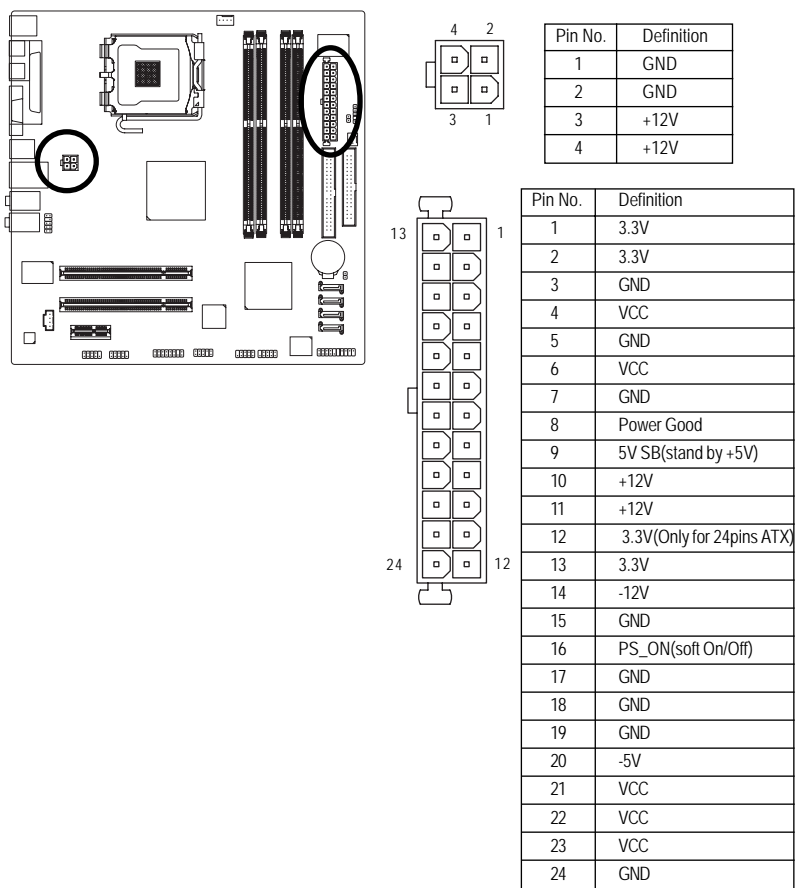 4 2
3 1
Pin No. Definition
1 GND
2 GND
3 +12V
4 +12V
13 1
24 12
Pin No. Definition
1 3.3V
2 3.3V
3 GND
4 VCC
5 GND
6 VCC
7 GND
8 Power Good
9 5V SB(stand by +5V)
10 +12V
11 +12V
12 3.3V(Only for 24pins ATX)
13 3.3V
14 -12V
15 GND
16 PS_ON(soft On/Off)
17 GND
18 GND
19 GND
20 -5V
21 VCC
22 VCC
23 VCC
24 GND